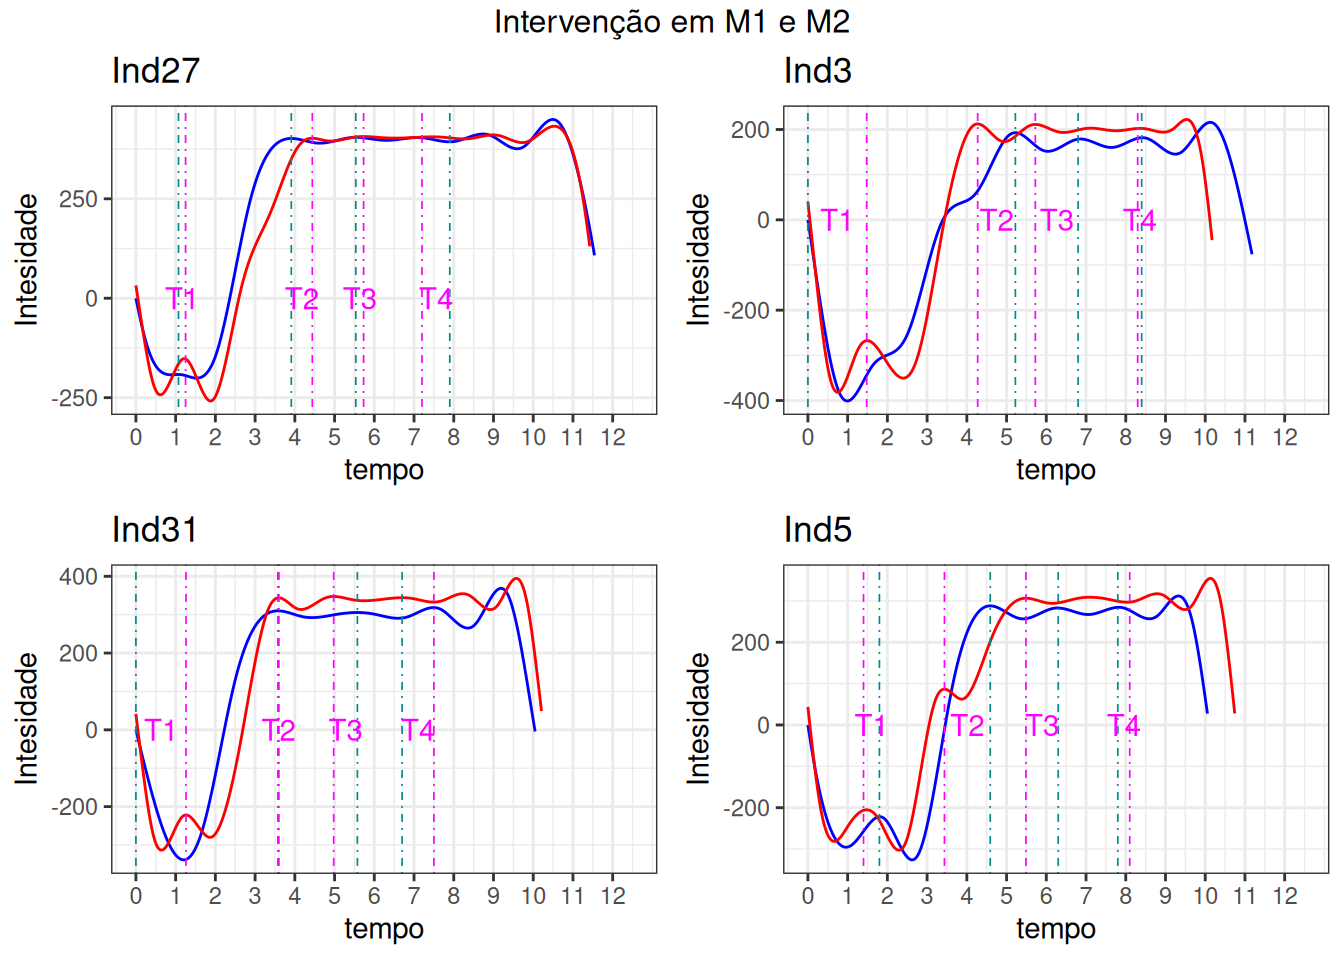 Intervenção em M1 e M2
Ind27
Intesidade
250
0
-250
T1 T2 T3 T4
0 1 2 3 4 5 6 7 8 9 10 11 12
tempo
Ind3
Intesidade
200
0
-200
-400
T1 T2 T3 T4
0 1 2 3 4 5 6 7 8 9 10 11 12
tempo
Ind31
Intesidade
400
200
0
-200
T1 T2 T3 T4
0 1 2 3 4 5 6 7 8 9 10 11 12
tempo
Ind5
Intesidade
200
0
-200
T1 T2 T3 T4
0 1 2 3 4 5 6 7 8 9 10 11 12
tempo